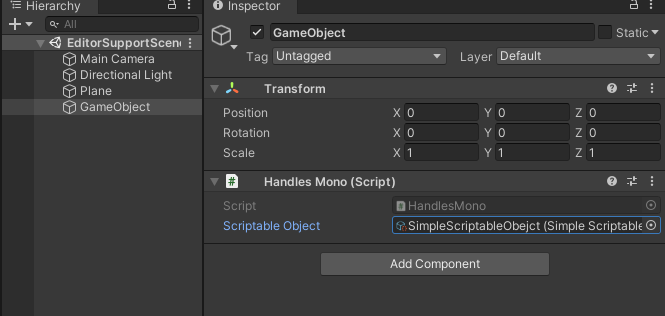 Hierarchy
All
EditorSupportScen
Main Camera
Directional Light
Plane
GameObject
Inspector
GameObject
Static
Tag Untagged Layer Default
Transform
Position X 0 Y 0 Z 0
Rotation X 0 Y 0 Z 0
Scale X 1 Y 1 Z 1
# Handles Mono (Script)
Script # HandlesMono
Scriptable Object SimpleScriptableObejct (Simple Scriptable
Add Component